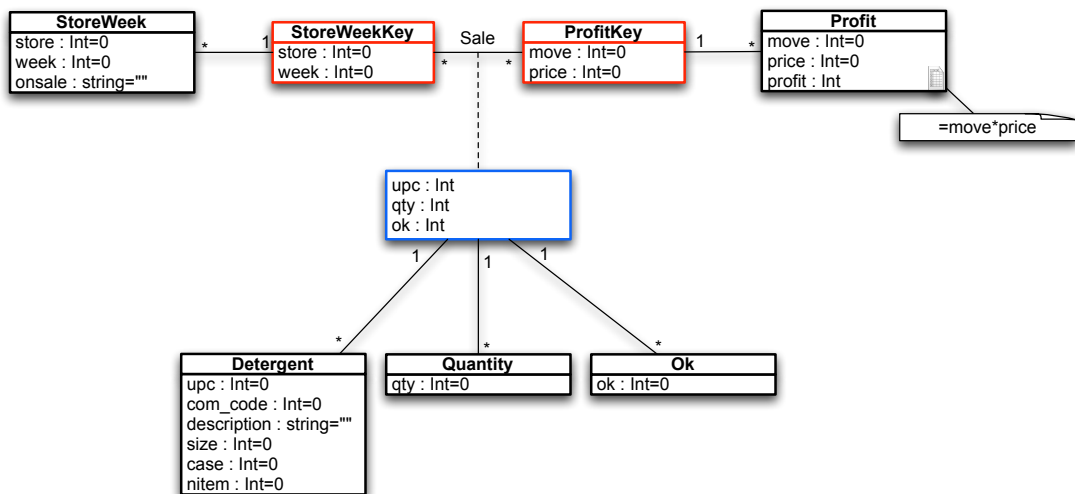 StoreWeek
store : Int=0
week : Int=0
onsale : string=""
*
1
StoreWeekKey
store : Int=0
week : Int=0
*
Sale
*
ProfitKey
move : Int=0
price : Int=0
1
*
Profit
move : Int=0
price : Int=0
profit : Int
=move*price
upc : Int
qty : Int
ok : Int
1
1
1
*
*
*
Detergent
upc : Int=0
com_code : Int=0
description : string=""
size : Int=0
case : Int=0
nitem : Int=0
Quantity
qty : Int=0
Ok
ok : Int=0